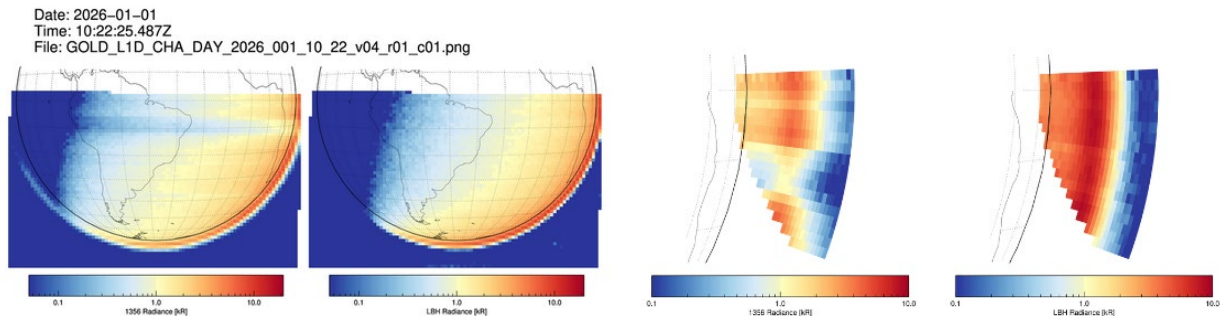 Date: 2026-01-01
Time: 10:22:25.487Z
File: GOLD_L1D_CHA_DAY_2026_001_10_22_v04_r01_c01.png
0.1 1.0 10.0
1356 Radiance [kR]
0.1 1.0 10.0
LBH Radiance [kR]
0.1 1.0 10.0
1356 Radiance [kR]
0.1 1.0 10.0
LBH Radiance [kR]